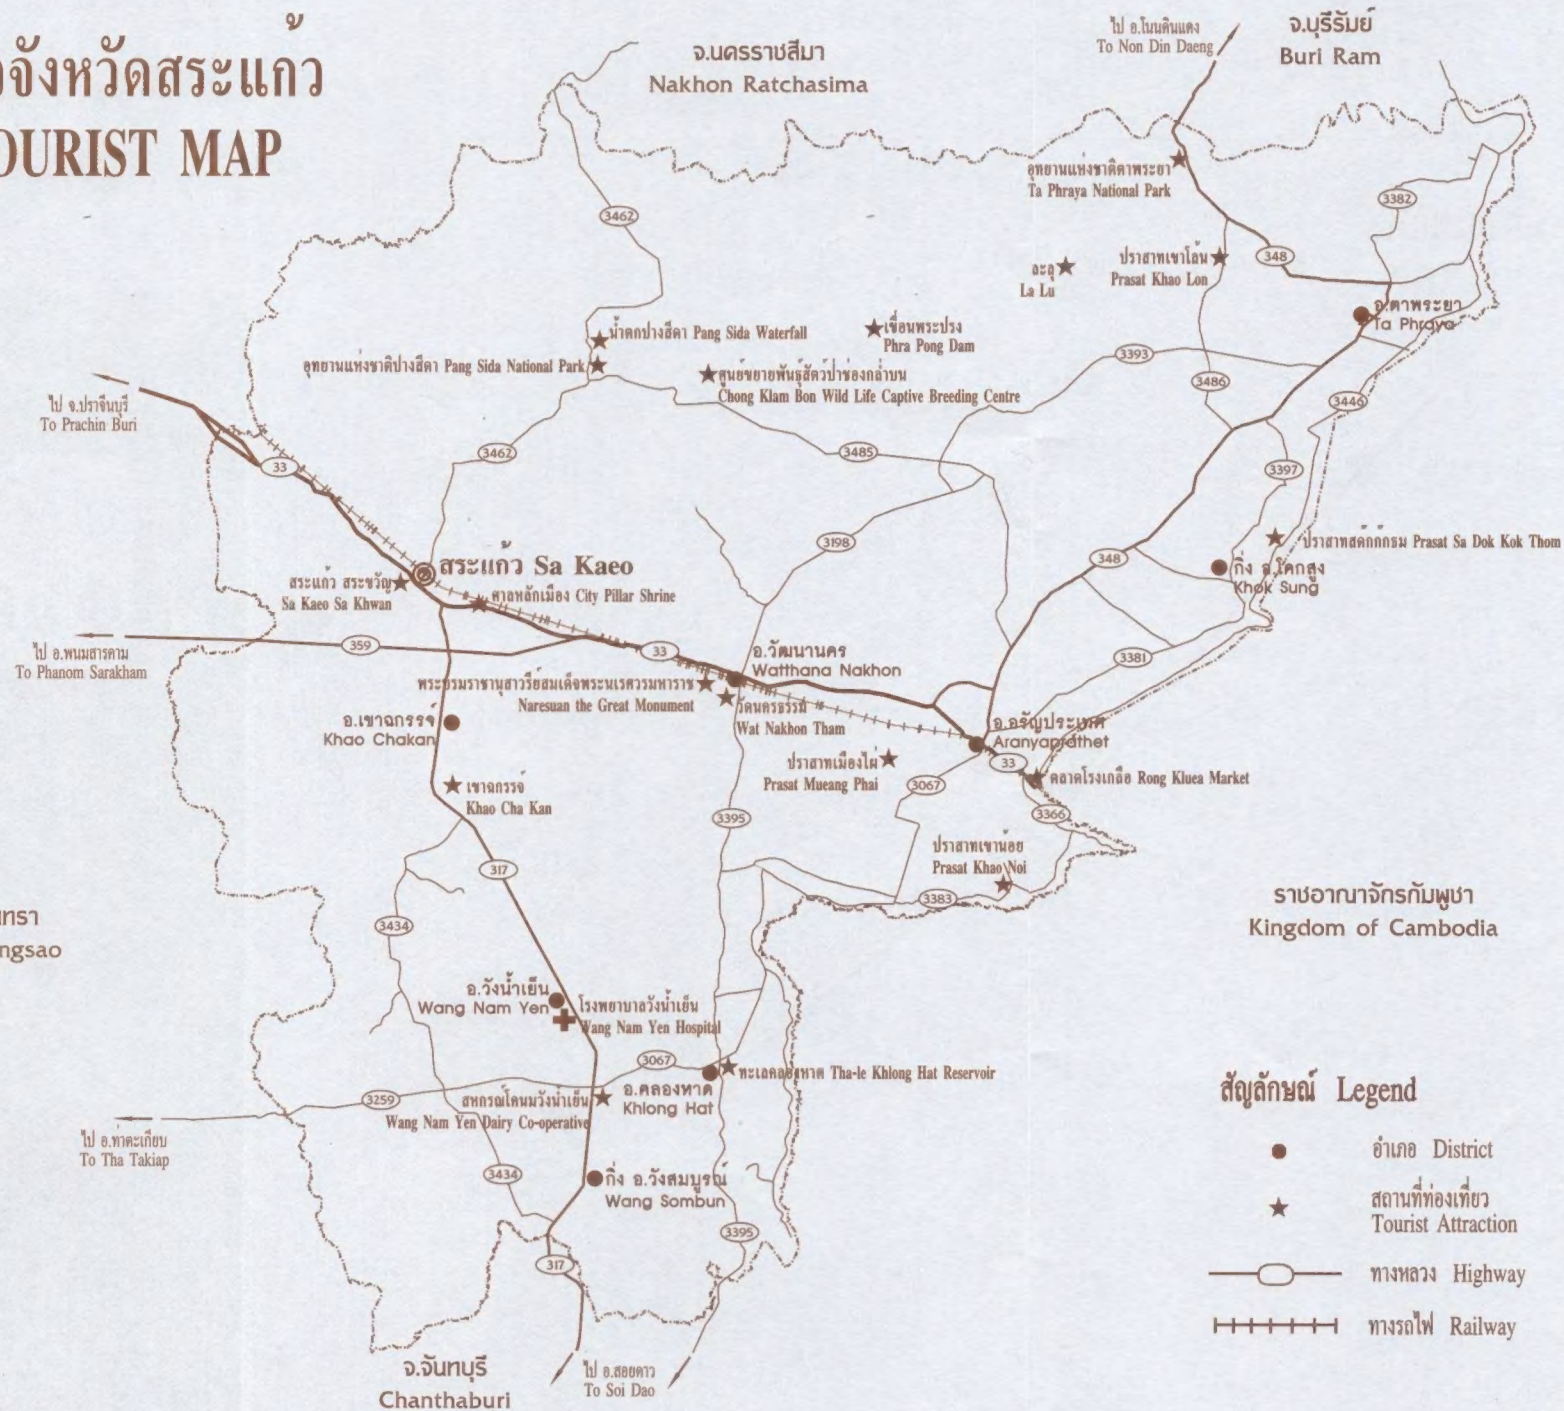 จังหวัดสระแก้ว
TOURIST MAP
จ.นครราชสีมา
Nakhon Ratchasima
ไป อ.โนนดินแดง
To Non Din Daeng
จ.บุรีรัมย์
Buri Ram
อุทยานแห่งชาติตาพระยา
Ta Phraya National Park
3382
3462
ละลุ
La Lu
ปราสาทเขาโล้น
Prasat Khao Lon
348
อ.ตาพระยา
Ta Phraya
น้ำตกปางสีดา Pang Sida Waterfall
เขื่อนพระปรง
Phra Pong Dam
อุทยานแห่งชาติปางสีดา Pang Sida National Park
ศูนย์ขยายพันธุ์สัตว์ป่าช่องกล่ำบน
Chong Klam Bon Wild Life Captive Breeding Centre
3393
3486
3446
ไป จ.ปราจีนบุรี
To Prachin Buri
33
3462
3485
3397
3198
348
ปราสาทสด๊กก๊กธม Prasat Sa Dok Kok Thom
กิ่ง อ.โคกสูง
Khok Sung
สระแก้ว Sa Kaeo
สระแก้ว สระขวัญ
Sa Kaeo Sa Khwan
ศาลหลักเมือง City Pillar Shrine
ไป อ.พนมสารคาม
To Phanom Sarakham
359
33
อ.วัฒนานคร
Watthana Nakhon
3381
พระบรมราชานุสาวรีย์สมเด็จพระนเรศวรมหาราช
Naresuan the Great Monument
วัดนครธรรม
Wat Nakhon Tham
อ.เขาฉกรรจ์
Khao Chakan
อ.อรัญประเทศ
Aranyaprathet
ปราสาทเมืองไผ่
Prasat Mueang Phai
33
3067
ตลาดโรงเกลือ Rong Kluea Market
เขาฉกรรจ์
Khao Cha Kan
3395
3366
ปราสาทเขาน้อย
Prasat Khao Noi
317
3383
ราชอาณาจักรกัมพูชา
Kingdom of Cambodia
3434
อ.วังน้ำเย็น
Wang Nam Yen
โรงพยาบาลวังน้ำเย็น
Wang Nam Yen Hospital
3067
ทะเลคลองหาด Tha-le Khlong Hat Reservoir
อ.คลองหาด
Khlong Hat
3259
สหกรณ์โคนมวังน้ำเย็น
Wang Nam Yen Dairy Co-operative
ไป อ.ท่าตะเกียบ
To Tha Takiap
3434
กิ่ง อ.วังสมบูรณ์
Wang Sombun
3395
317
จ.จันทบุรี
Chanthaburi
ไป อ.สอยดาว
To Soi Dao
สัญลักษณ์ Legend
อำเภอ District
สถานที่ท่องเที่ยว
Tourist Attraction
ทางหลวง Highway
ทางรถไฟ Railway